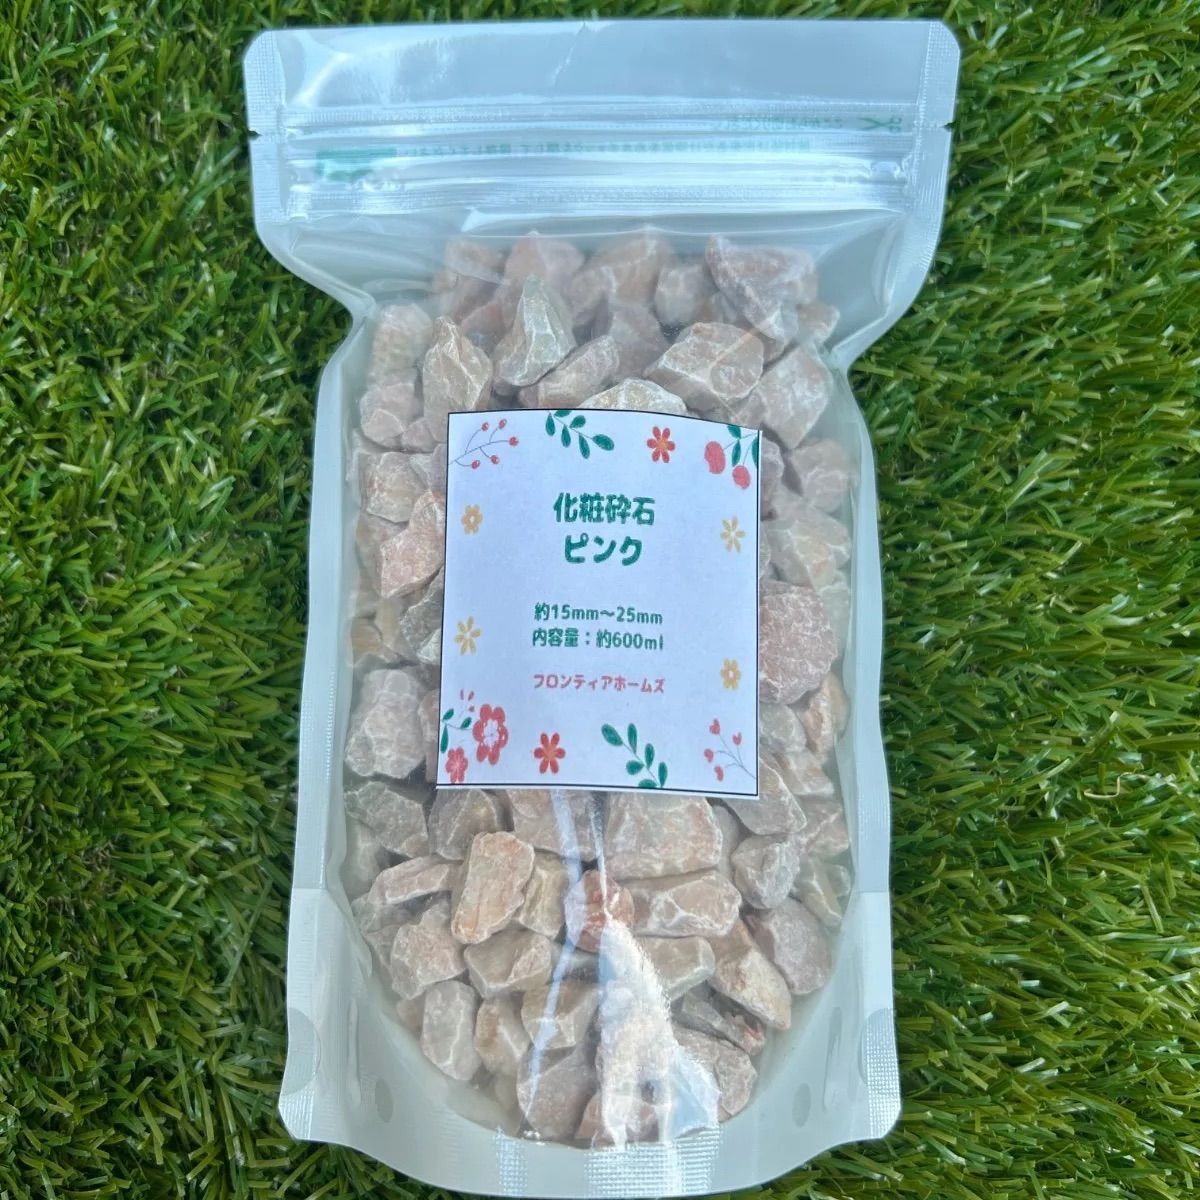 化粧砕石
ピンク
約15mm〜25mm
内容量：約600ml
フロンティアホームズ